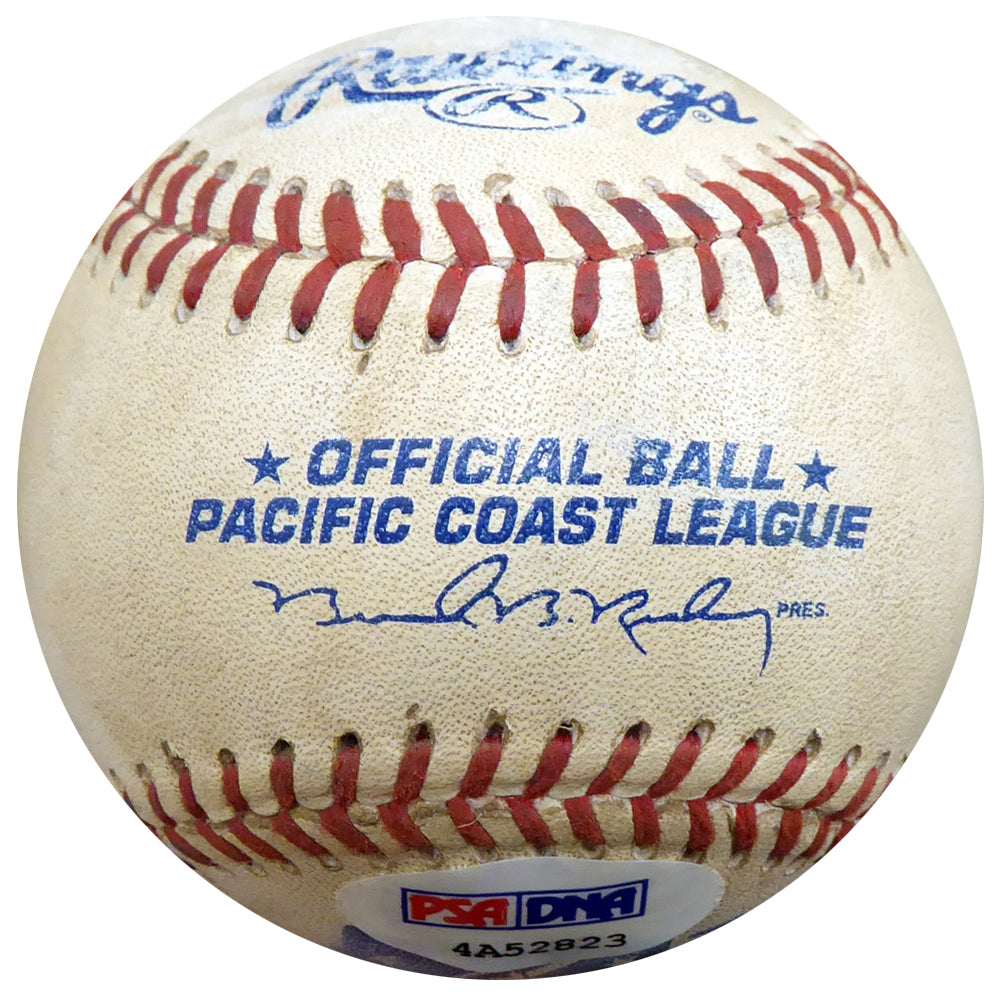 Rawlings ®
R
★ OFFICIAL BALL ★
PACIFIC COAST LEAGUE
PRES.
PSA DNA
4A52823